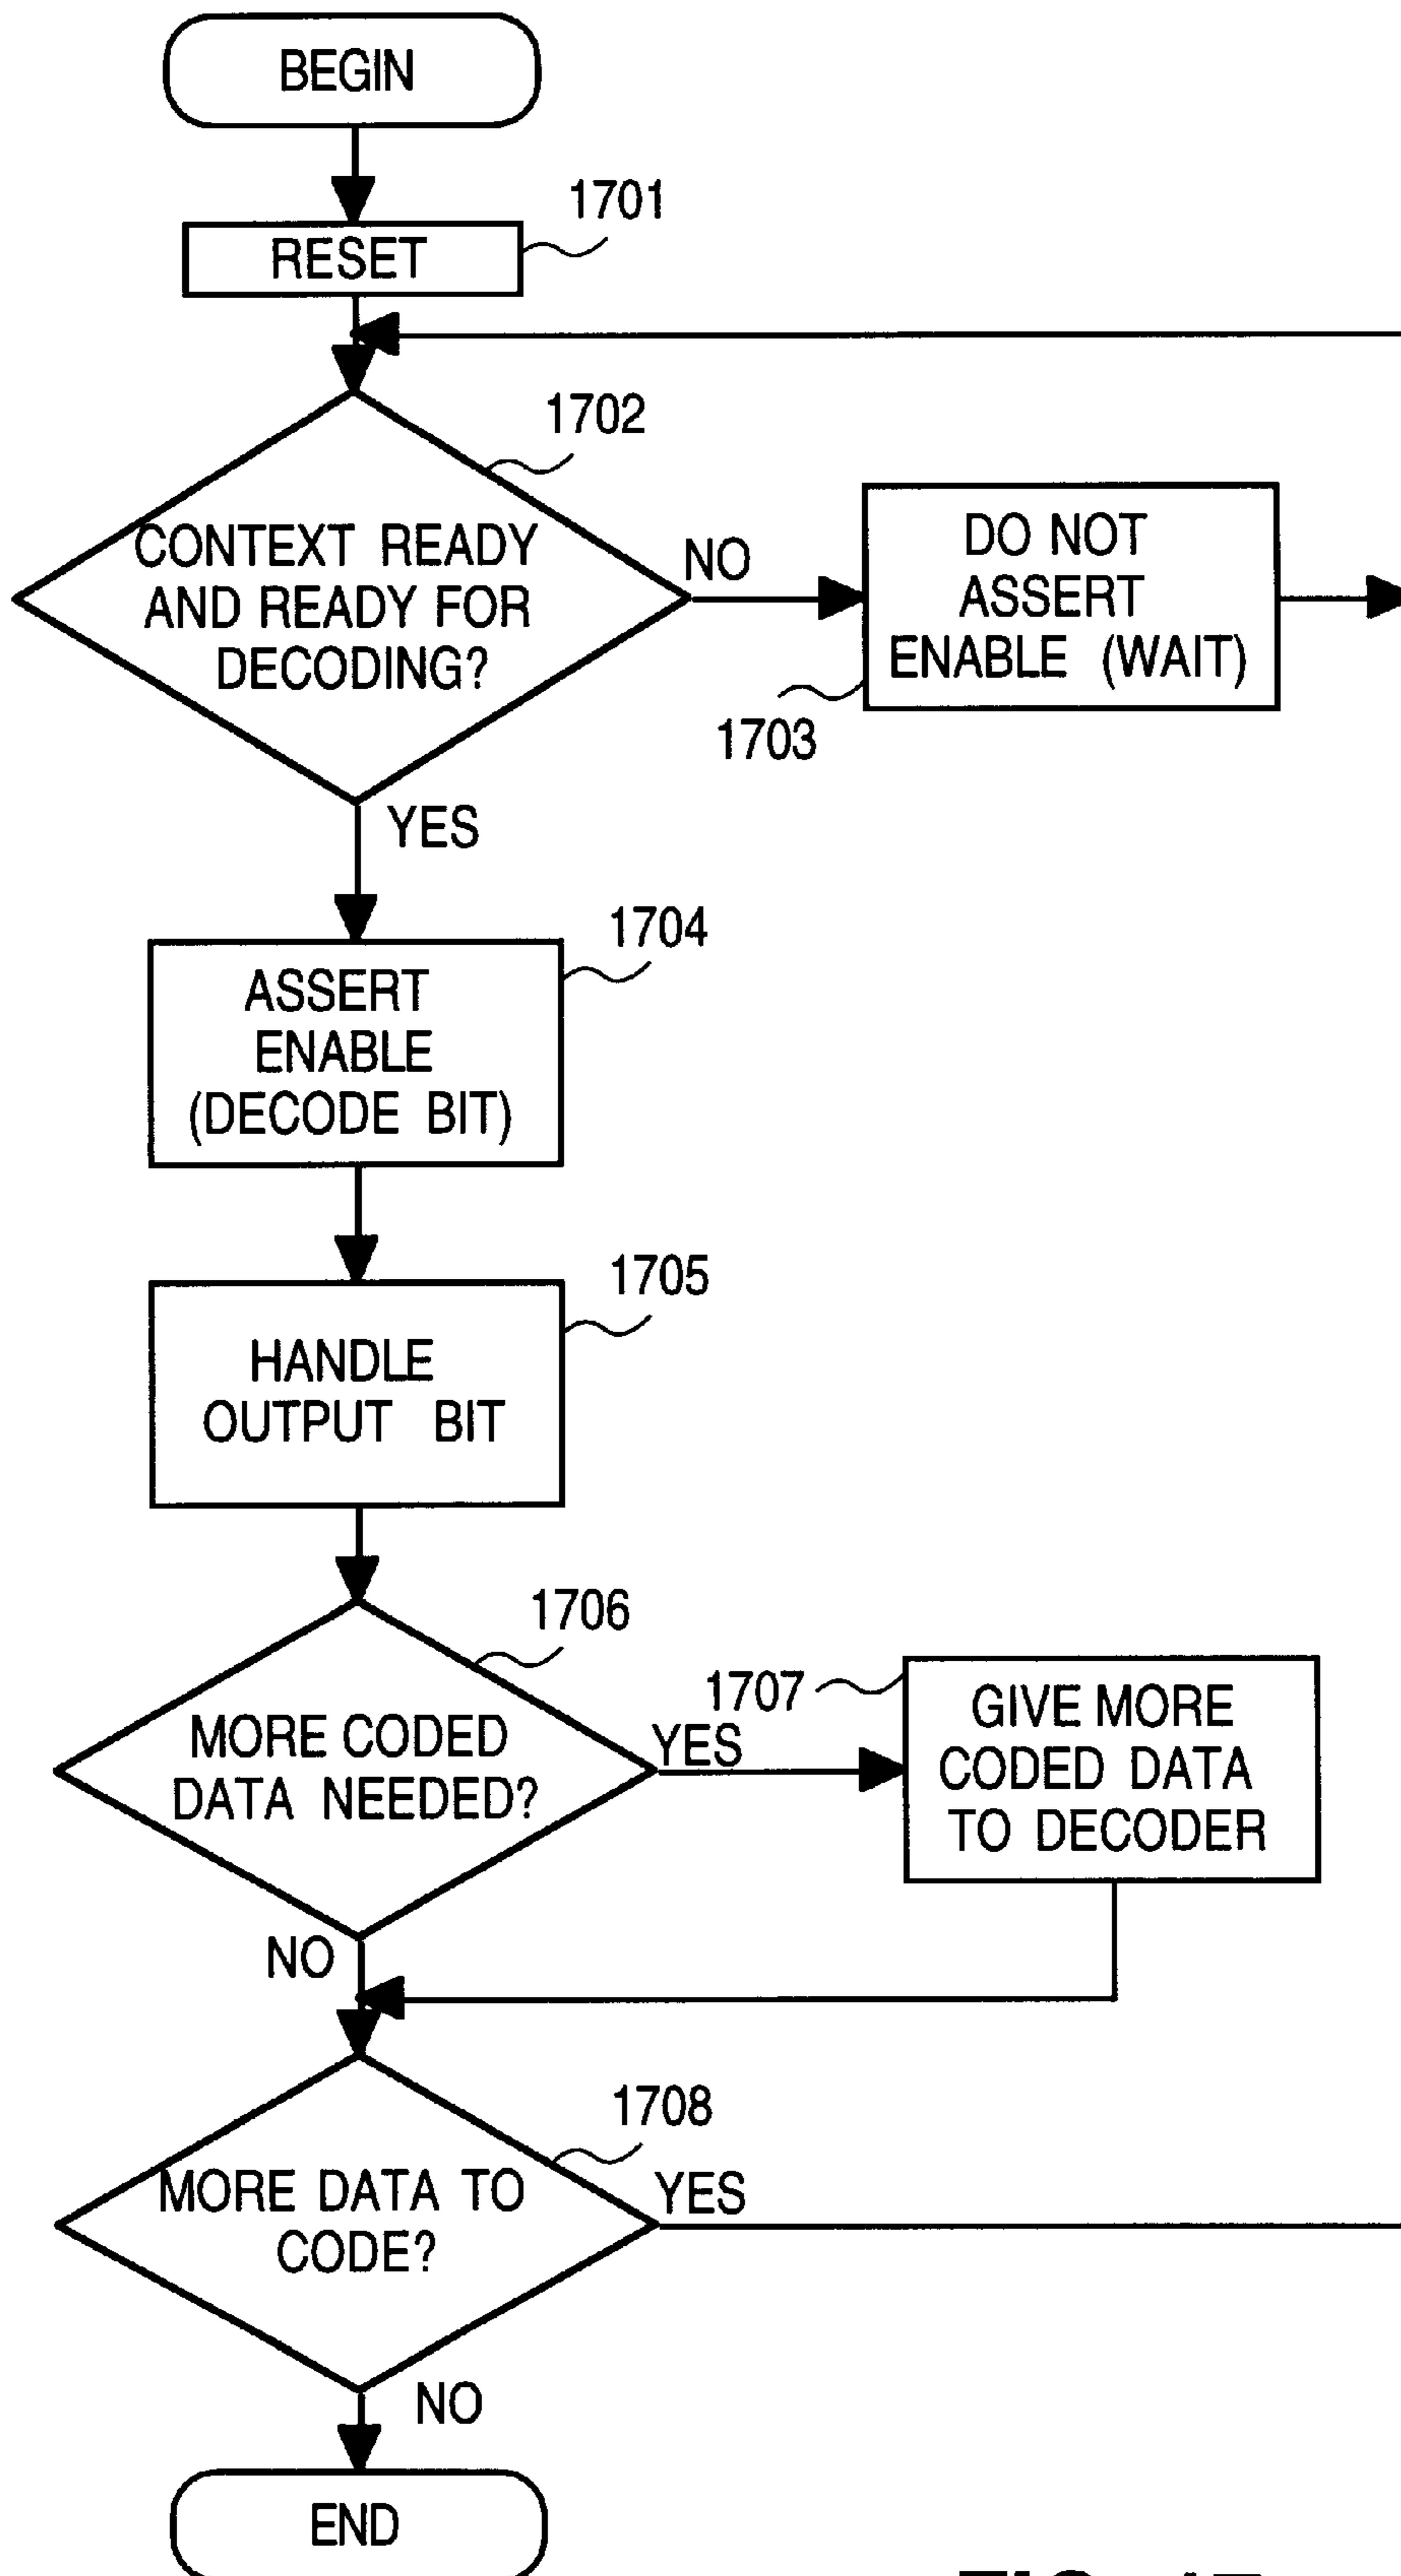 BEGIN
1701
RESET
1702
CONTEXT READY
AND READY FOR
DECODING?
NO
DO NOT
ASSERT
ENABLE (WAIT)
1703
YES
1704
ASSERT
ENABLE
(DECODE BIT)
1705
HANDLE
OUTPUT BIT
1706
MORE CODED
DATA NEEDED?
YES
1707
GIVE MORE
CODED DATA
TO DECODER
NO
1708
MORE DATA TO
CODE?
YES
NO
END